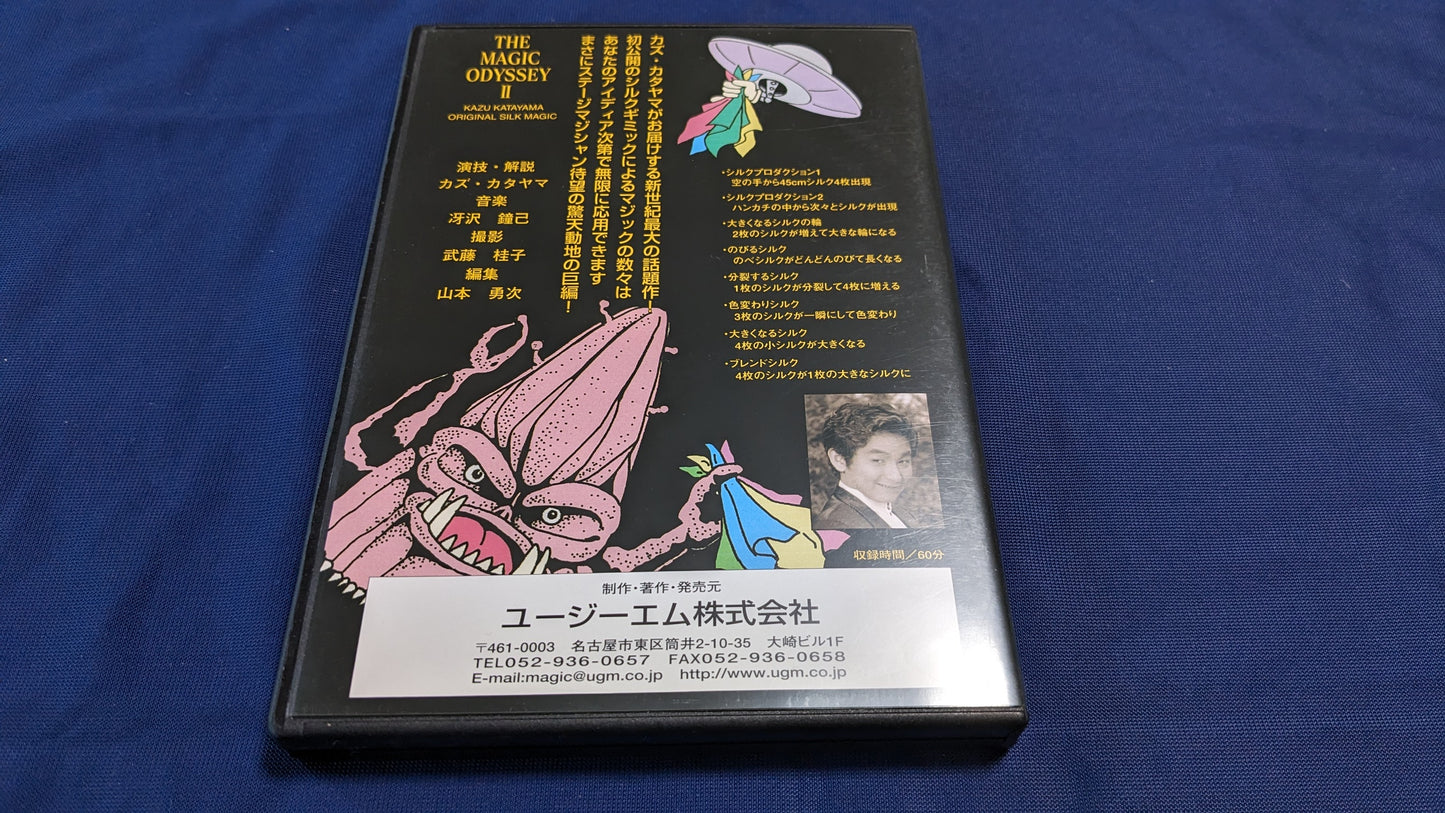 THE
MAGIC
ODYSSEY
II
KAZU KATAYAMA
ORIGINAL SILK MAGIC
演技・解説
カズ・カタヤマ
音楽
冴沢　鐘己
撮影
武藤　桂子
編集
山本　勇次
カズ・カタヤマがお届けする新世紀最大の話題作!
初公開のシルクギミックによるマジックの数々は
あなたのアイディア次第で無限に応用できます
まさにステージマジシャン待望の驚天動地の巨編!
・シルクプロダクション1
空の手から45cmシルク4枚出現
・シルクプロダクション2
ハンカチの中から次々とシルクが出現
・大きくなるシルクの輪
2枚のシルクが増えて大きな輪になる
・のびるシルク
のべシルクがどんどんのびて長くなる
・分裂するシルク
1枚のシルクが分裂して4枚に増える
・色変わりシルク
3枚のシルクが一瞬にして色変わり
・大きくなるシルク
4枚の小シルクが大きくなる
・ブレンドシルク
4枚のシルクが1枚の大きなシルクに
収録時間／60分
制作・著作・発売元
ユージーエム株式会社
〒461-0003　名古屋市東区筒井2-10-35　大崎ビル1F
TEL052-936-0657　FAX052-936-0658
E-mail:magic@ugm.co.jp　http://www.ugm.co.jp